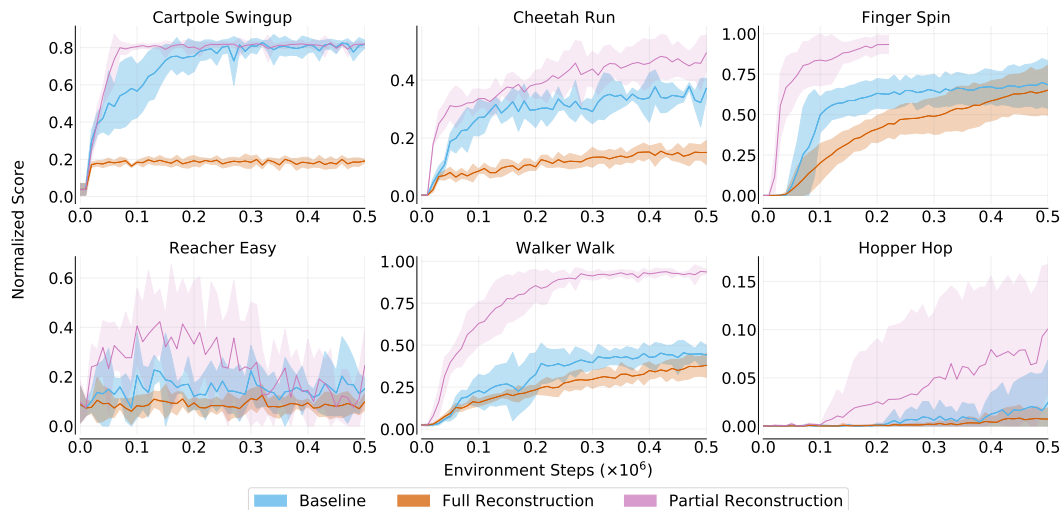 Cartpole Swingup
Cheetah Run
Finger Spin
0.8
0.6
0.4
0.2
0.0
0.0 0.1 0.2 0.3 0.4 0.5
0.4
0.2
0.0
0.0 0.1 0.2 0.3 0.4 0.5
1.00
0.75
0.50
0.25
0.00
0.0 0.1 0.2 0.3 0.4 0.5
Normalized Score
Reacher Easy
Walker Walk
Hopper Hop
0.6
0.4
0.2
0.0
0.0 0.1 0.2 0.3 0.4 0.5
1.00
0.75
0.50
0.25
0.00
0.0 0.1 0.2 0.3 0.4 0.5
0.15
0.10
0.05
0.00
0.0 0.1 0.2 0.3 0.4 0.5
Environment Steps (×10⁶)
Baseline Full Reconstruction Partial Reconstruction